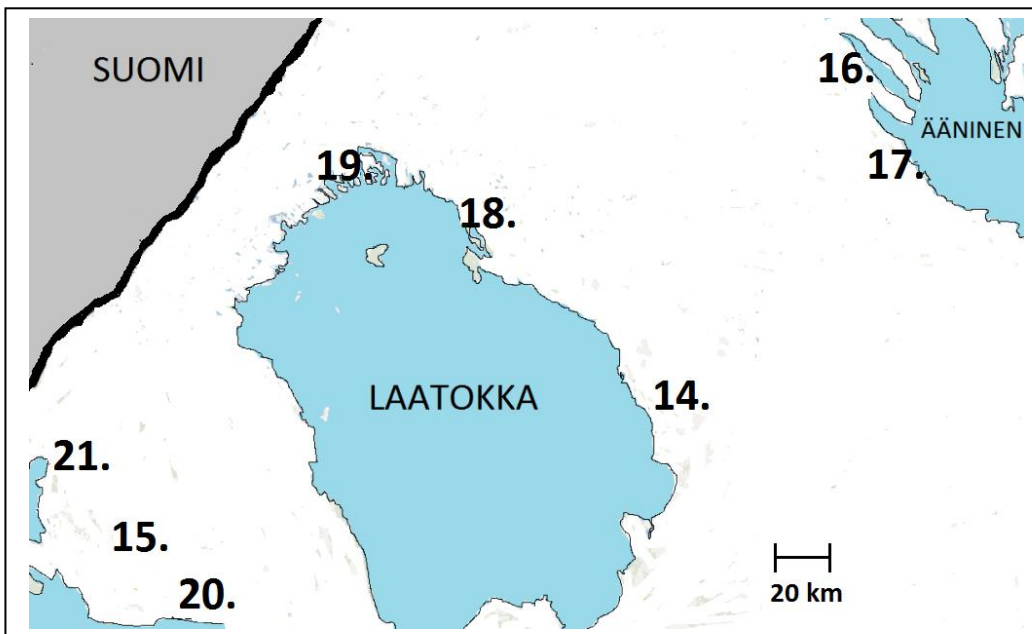 SUOMI
16.
ÄÄNINEN
19.
17.
18.
LAATOKKA
14.
21.
15.
20.
20 km